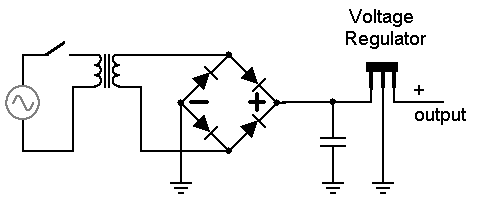 Voltage
Regulator
− +
+
output